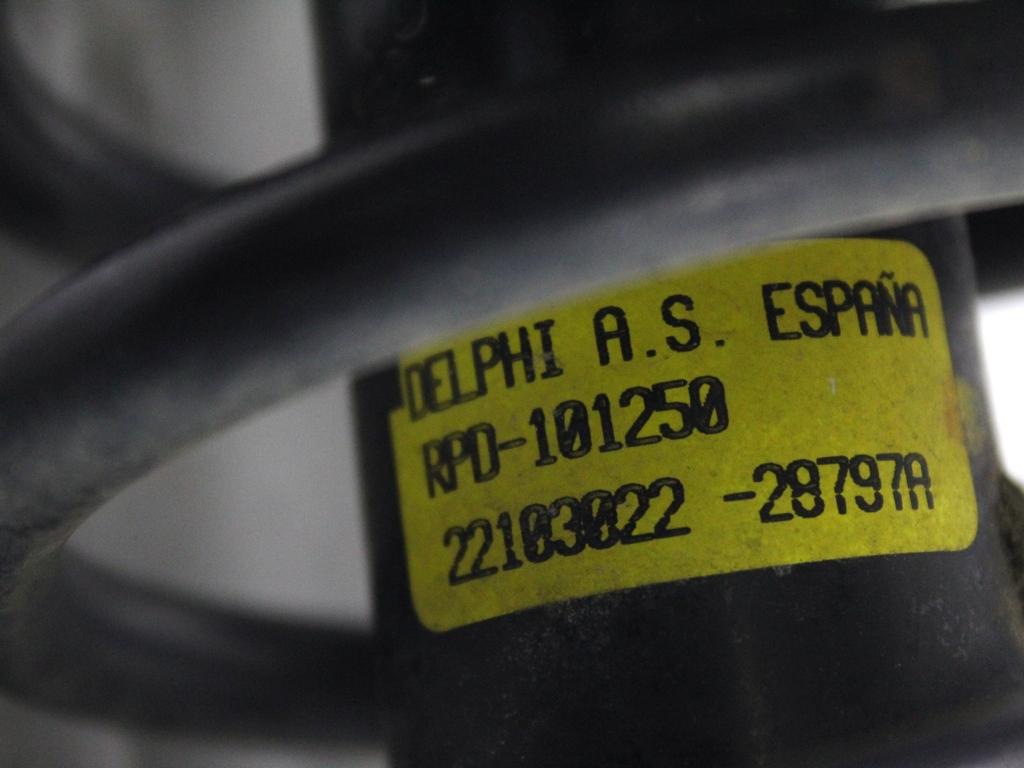 DELPHI A.S. ESPAÑA
RPD-101250
22103022 -28797A